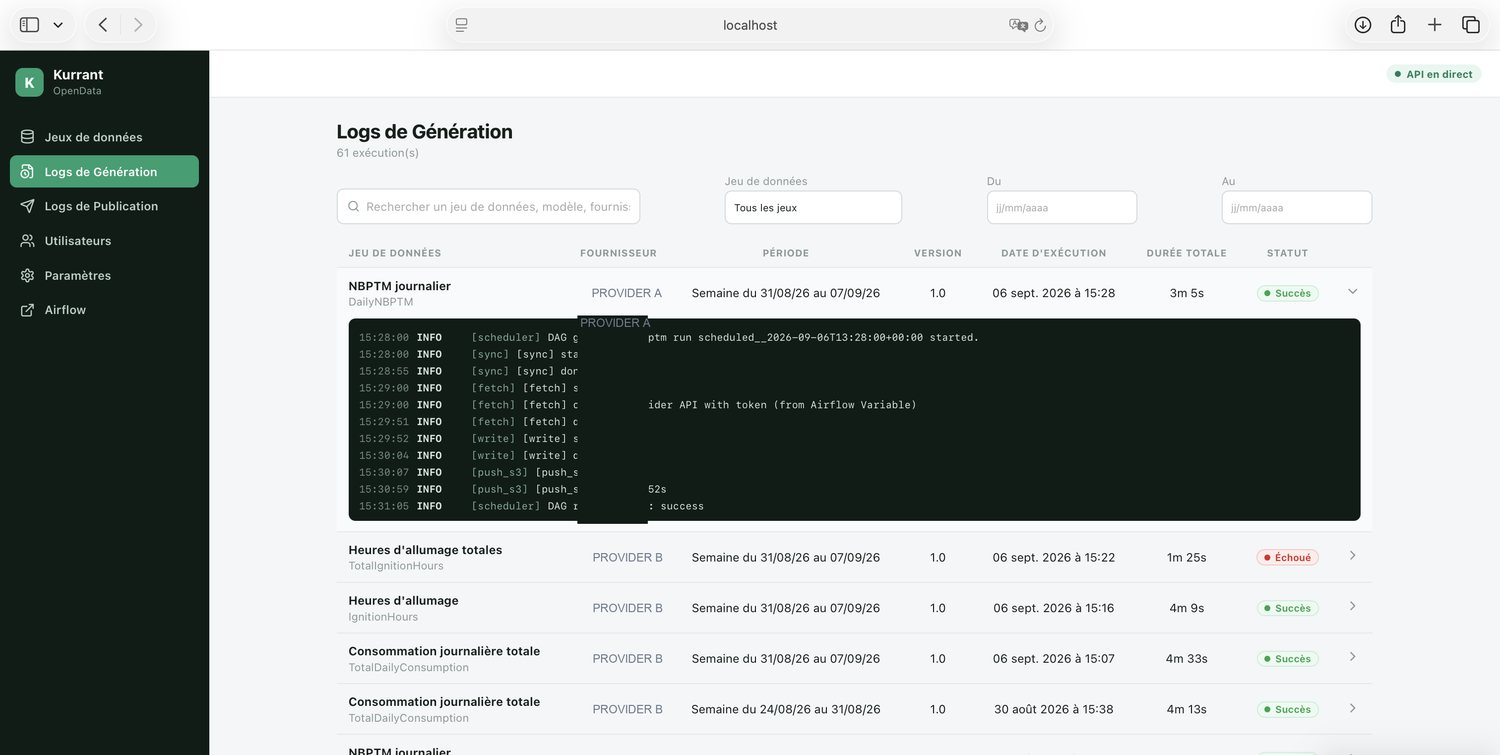 localhost
K
Kurrant
OpenData
API en direct
Jeux de données
Logs de Génération
Logs de Publication
Utilisateurs
Paramètres
Airflow
Logs de Génération
61 exécution(s)
Jeu de données
Du
Au
Rechercher un jeu de données, modèle, fournis
Tous les jeux
jj/mm/aaaa
jj/mm/aaaa
JEU DE DONNÉES FOURNISSEUR PÉRIODE VERSION DATE D'EXÉCUTION DURÉE TOTALE STATUT
NBPTM journalier
DailyNBPTM
PROVIDER A Semaine du 31/08/26 au 07/09/26 1.0 06 sept. 2026 à 15:28 3m 5s Succès
PROVIDER A
15:28:00 INFO [scheduler] DAG g ptm run scheduled__2026-09-06T13:28:00+00:00 started.
15:28:00 INFO [sync] [sync] sta
15:28:55 INFO [sync] [sync] don
15:29:00 INFO [fetch] [fetch] s
15:29:00 INFO [fetch] [fetch] c ider API with token (from Airflow Variable)
15:29:51 INFO [fetch] [fetch] d
15:29:52 INFO [write] [write] s
15:30:04 INFO [write] [write] d
15:30:07 INFO [push_s3] [push_s
15:30:59 INFO [push_s3] [push_s 52s
15:31:05 INFO [scheduler] DAG r : success
Heures d'allumage totales
TotalIgnitionHours
PROVIDER B Semaine du 31/08/26 au 07/09/26 1.0 06 sept. 2026 à 15:22 1m 25s Échoué
Heures d'allumage
IgnitionHours
PROVIDER B Semaine du 31/08/26 au 07/09/26 1.0 06 sept. 2026 à 15:16 4m 9s Succès
Consommation journalière totale
TotalDailyConsumption
PROVIDER B Semaine du 31/08/26 au 07/09/26 1.0 06 sept. 2026 à 15:07 4m 33s Succès
Consommation journalière totale
TotalDailyConsumption
PROVIDER B Semaine du 24/08/26 au 31/08/26 1.0 30 août 2026 à 15:38 4m 13s Succès
NBPTM journalier